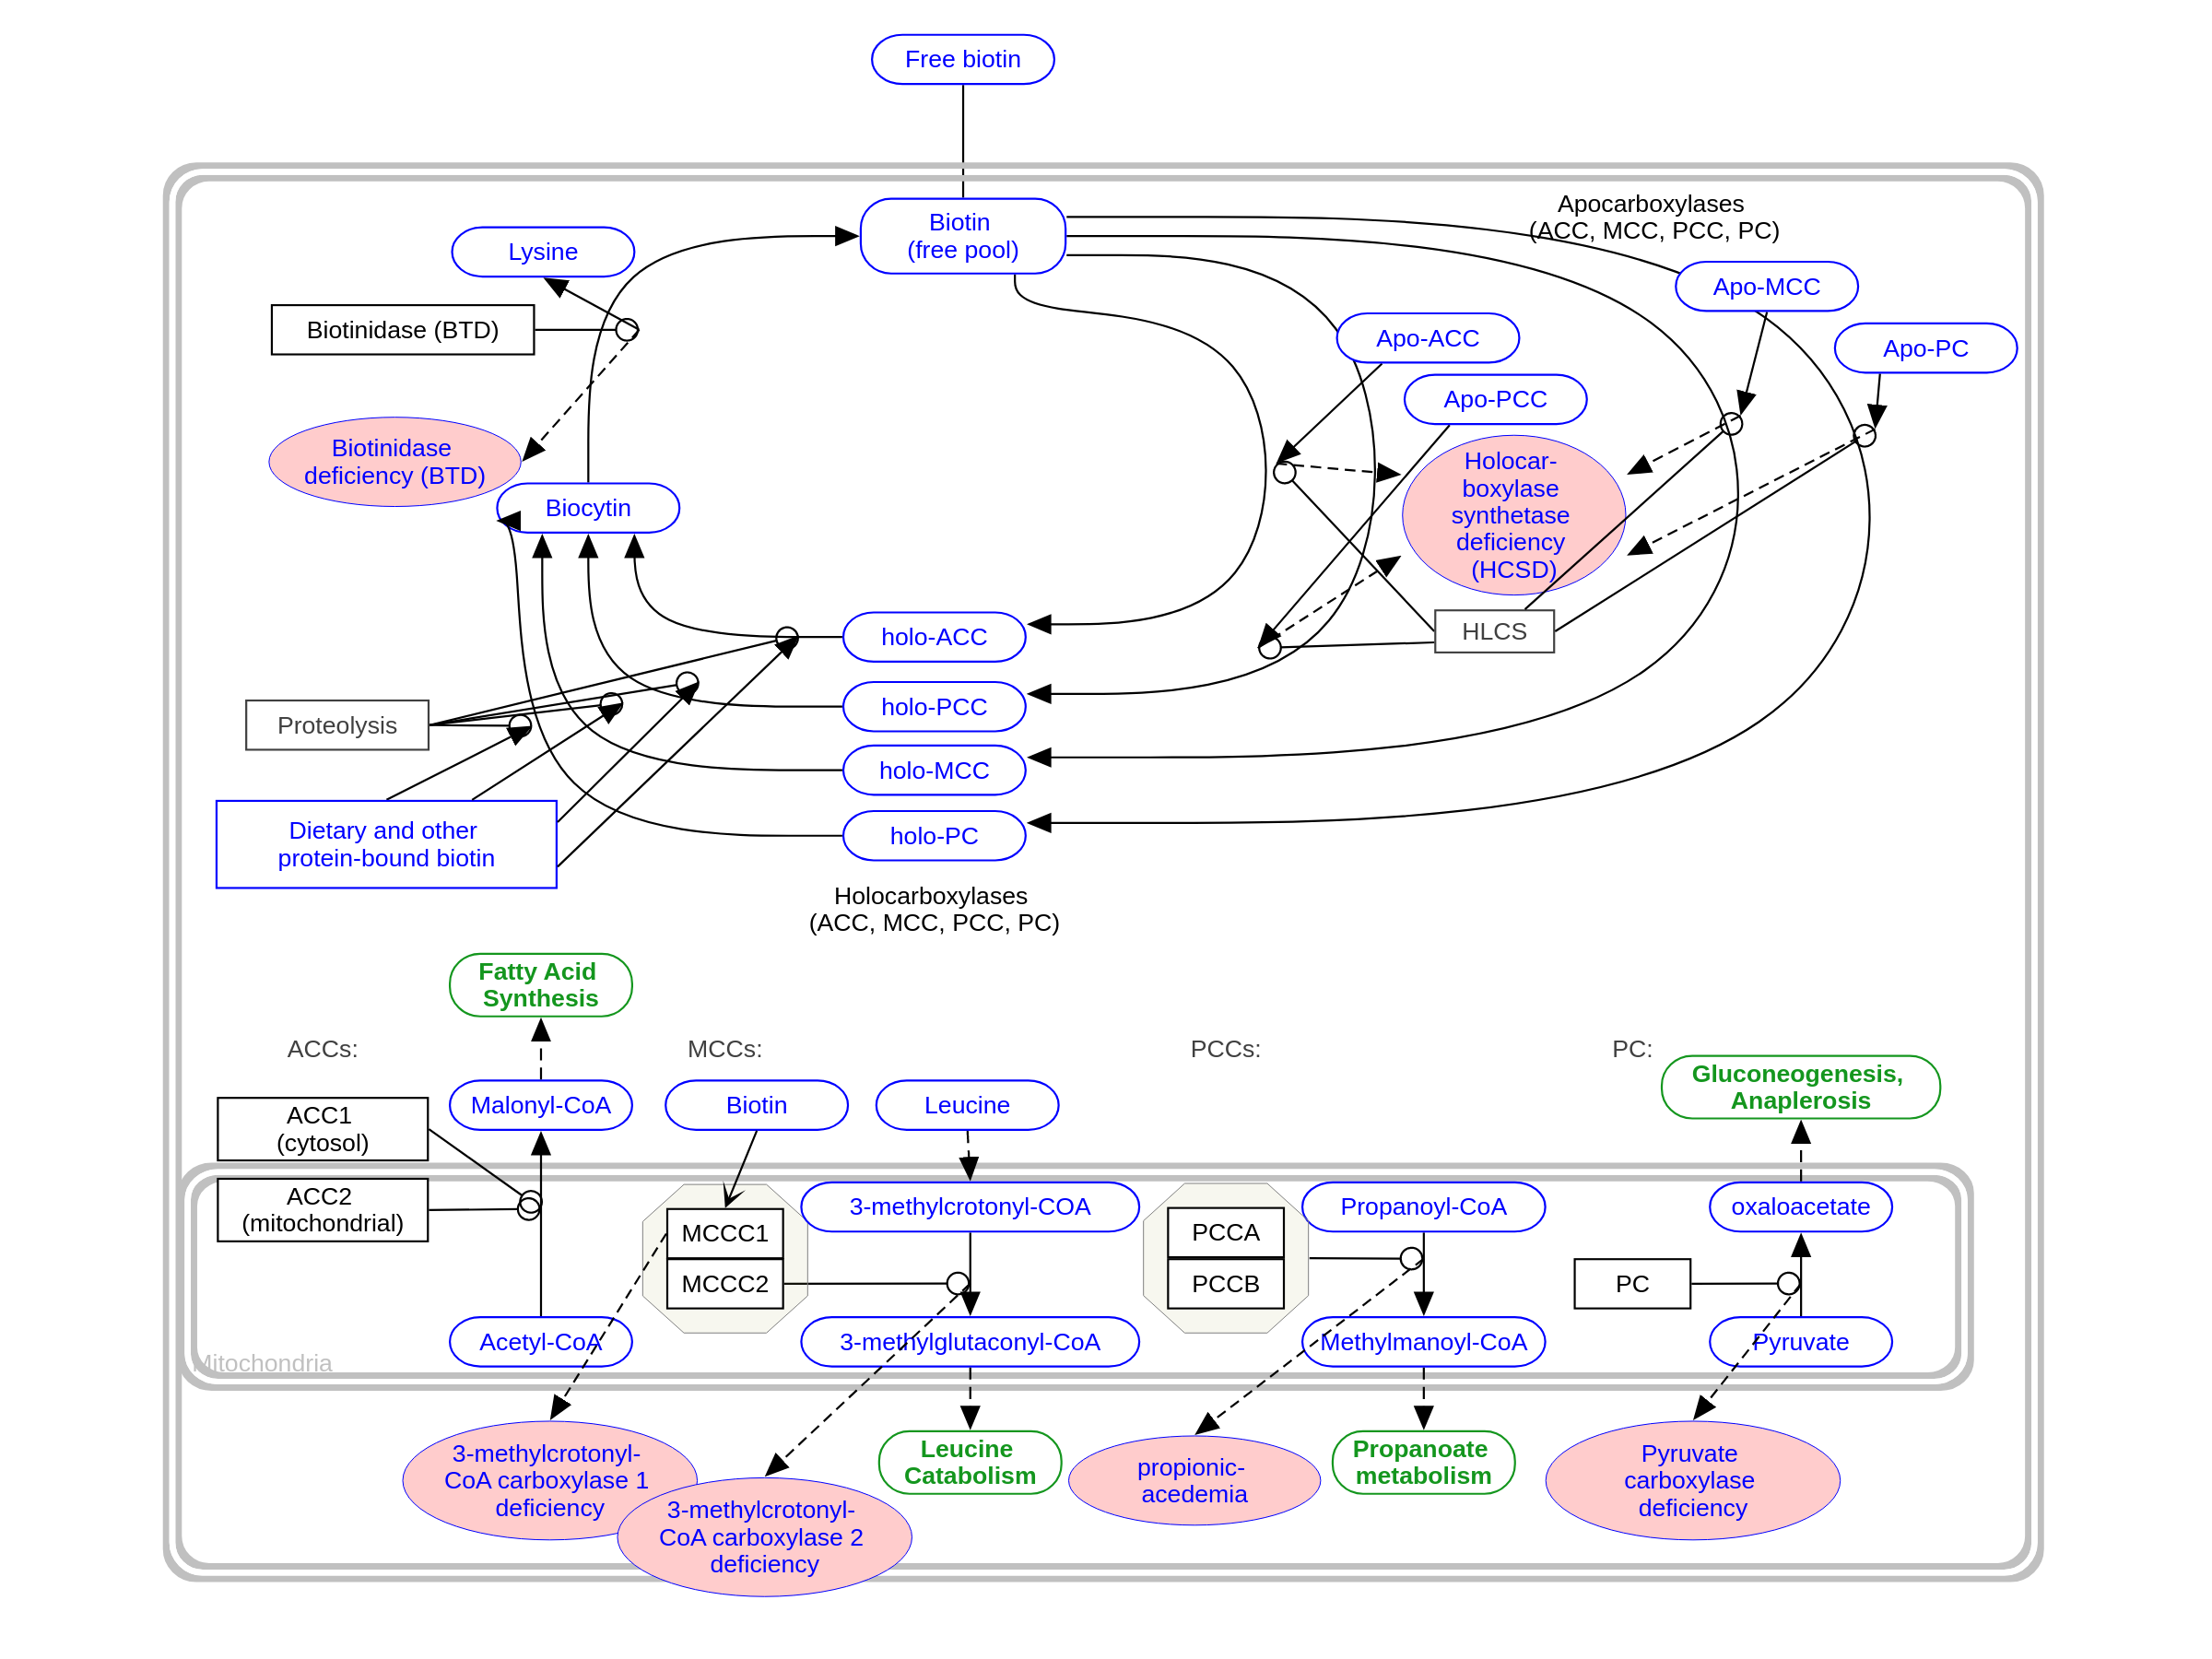 Free biotin
Biotin
(free pool)
Apocarboxylases
(ACC, MCC, PCC, PC)
Lysine
Apo-MCC
Biotinidase (BTD)
Apo-ACC
Apo-PC
Apo-PCC
Biotinidase
deficiency (BTD)
Holocar-
boxylase
synthetase
deficiency
(HCSD)
Biocytin
HLCS
holo-ACC
holo-PCC
Proteolysis
holo-MCC
Dietary and other
protein-bound biotin
holo-PC
Holocarboxylases
(ACC, MCC, PCC, PC)
Fatty Acid
Synthesis
ACCs:
MCCs:
PCCs:
PC:
Gluconeogenesis,
Anaplerosis
ACC1
(cytosol)
Malonyl-CoA
Biotin
Leucine
ACC2
(mitochondrial)
MCCC1
MCCC2
3-methylcrotonyl-COA
PCCA
PCCB
Propanoyl-CoA
oxaloacetate
PC
Acetyl-CoA
3-methylglutaconyl-CoA
Methylmanoyl-CoA
Pyruvate
Mitochondria
3-methylcrotonyl-
CoA carboxylase 1
deficiency
Leucine
Catabolism
propionic-
acedemia
Propanoate
metabolism
Pyruvate
carboxylase
deficiency
3-methylcrotonyl-
CoA carboxylase 2
deficiency